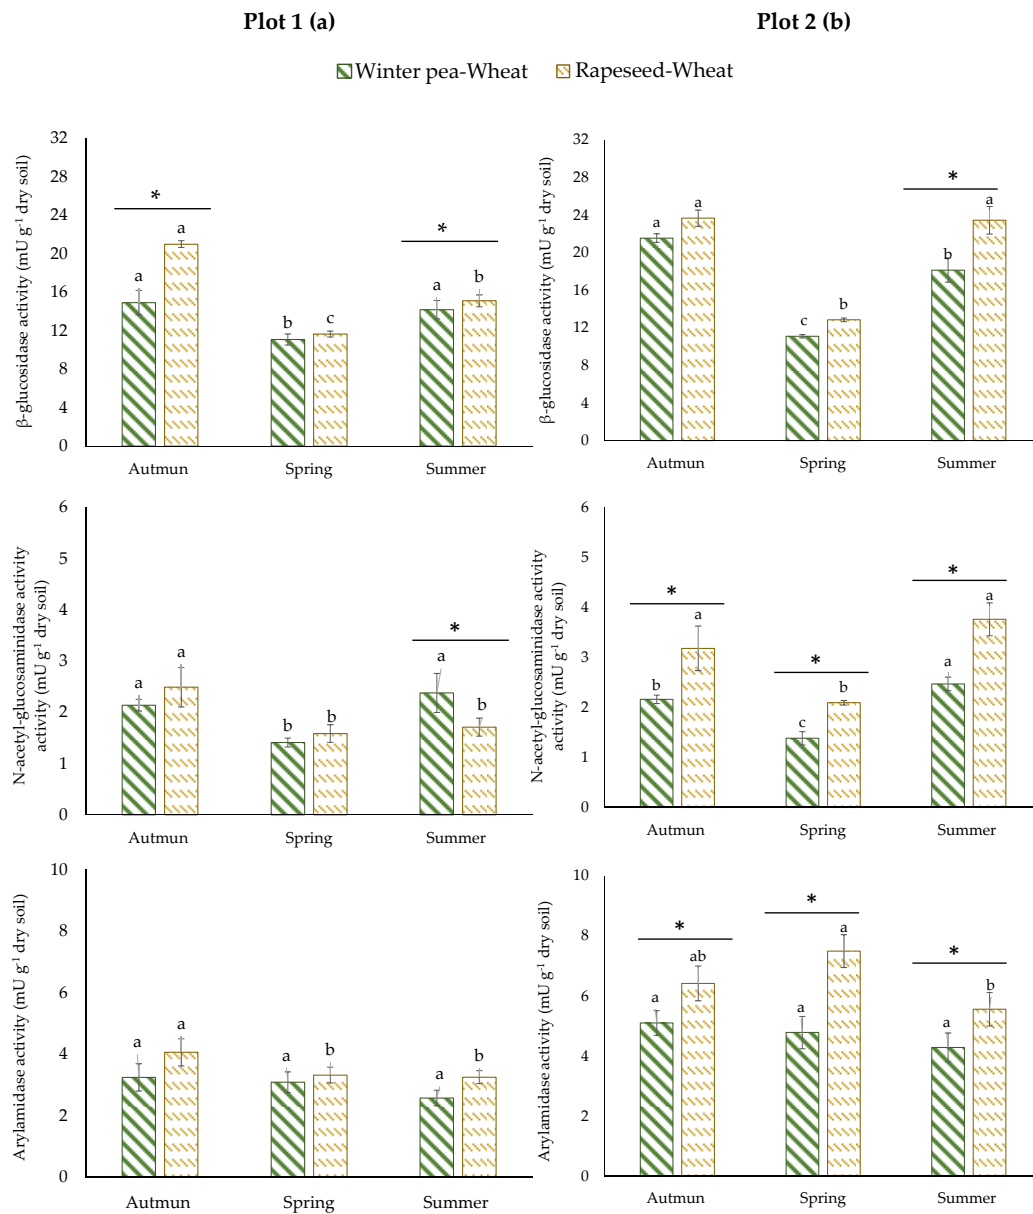 Plot 1 (a)
Plot 2 (b)
Winter pea-Wheat
Rapeseed-Wheat
β-glucosidase activity (mU g⁻¹ dry soil)
32
28
24
20
16
12
8
4
0
*
*
a
a
b
c
a
b
Autmun
Spring
Summer
β-glucosidase activity (mU g⁻¹ dry soil)
32
28
24
20
16
12
8
4
0
*
a
a
c
b
b
a
Autmun
Spring
Summer
N-acetyl-glucosaminidase activity
activity (mU g⁻¹ dry soil)
6
5
4
3
2
1
0
*
a
a
b
b
a
b
Autmun
Spring
Summer
N-acetyl-glucosaminidase activity
activity (mU g⁻¹ dry soil)
6
5
4
3
2
1
0
*
*
*
b
a
c
b
a
a
Autmun
Spring
Summer
Arylamidase activity (mU g⁻¹ dry soil)
10
8
6
4
2
0
a
a
a
b
a
b
Autmun
Spring
Summer
Arylamidase activity (mU g⁻¹ dry soil)
10
8
6
4
2
0
*
*
*
a
ab
a
a
a
b
Autmun
Spring
Summer